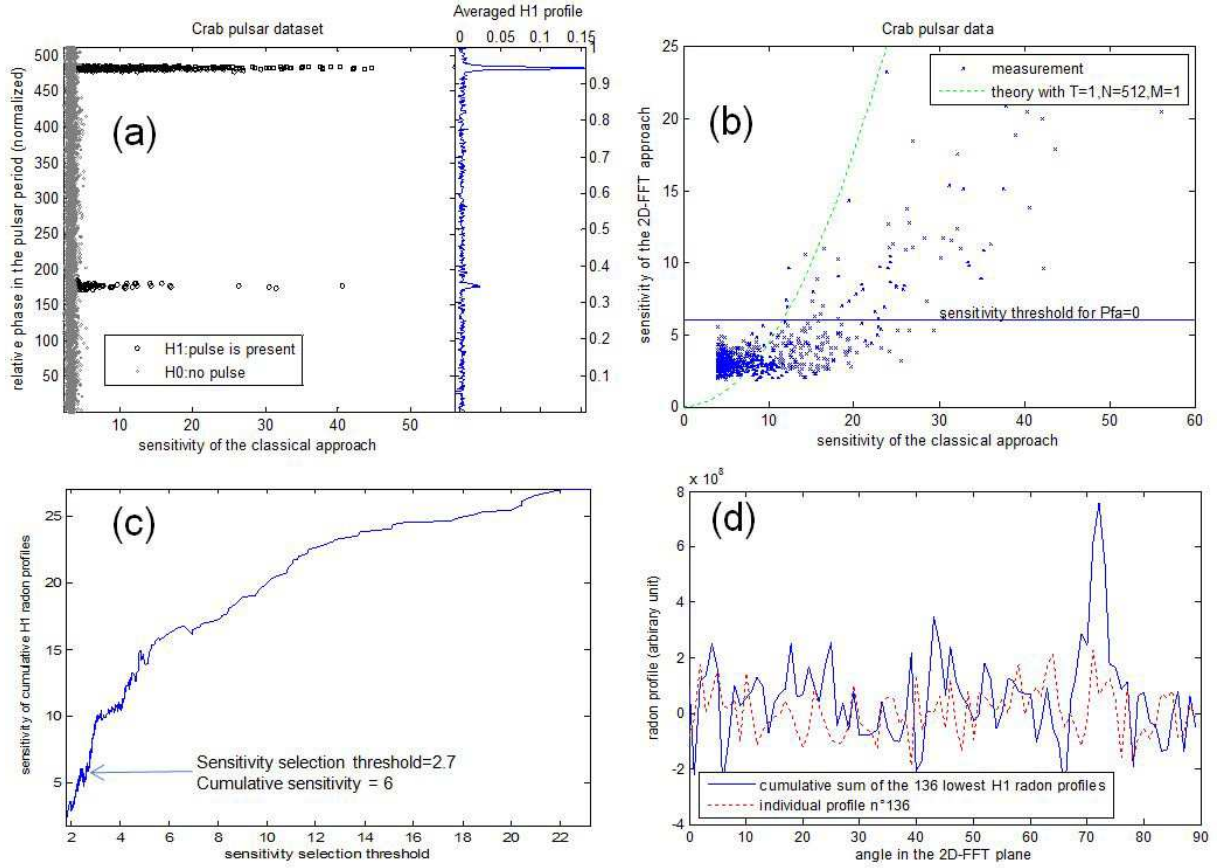 Averaged H1 profile
Crab pulsar dataset
0 0.05 0.1 0.15
(a)
relative phase in the pulsar period (normalized)
500
450
400
350
300
250
200
150
100
50
1
0.9
0.8
0.7
0.6
0.5
0.4
0.3
0.2
0.1
H1:pulse is present
H0:no pulse
10 20 30 40 50
sensitivity of the classical approach
Crab pulsar data
(b)
measurement
theory with T=1,N=512,M=1
sensitivity of the 2D-FFT approach
25
20
15
10
5
0
sensitivity threshold for Pfa=0
0 10 20 30 40 50 60
sensitivity of the classical approach
(c)
sensitivity of cumulative H1 radon profiles
25
20
15
10
5
Sensitivity selection threshold=2.7
Cumulative sensitivity = 6
2 4 6 8 10 12 14 16 18 20 22
sensitivity selection threshold
x 10^8
(d)
radon profile (arbitrary unit)
8
6
4
2
0
-2
-4
cumulative sum of the 136 lowest H1 radon profiles
individual profile n°136
0 10 20 30 40 50 60 70 80 90
angle in the 2D-FFT plane